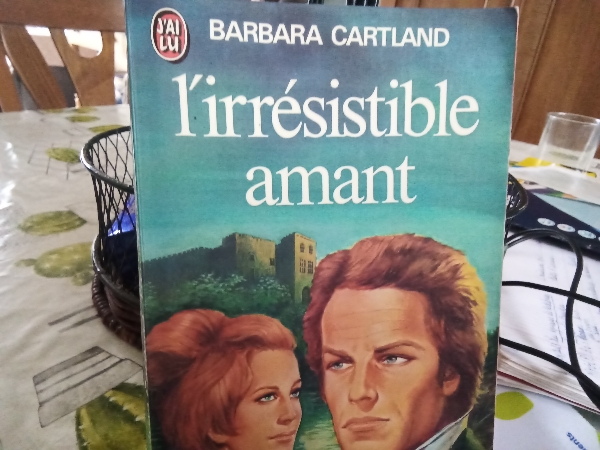 J'AI
LU
BARBARA CARTLAND
l'irrésistible
amant